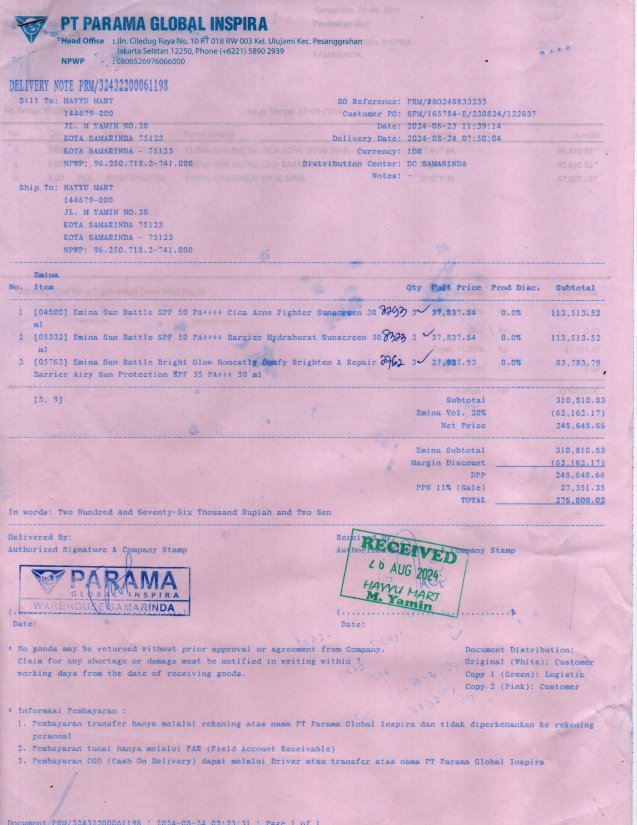 PT PARAMA GLOBAL INSPIRA
Head Office : Jln. Ciledug Raya No. 10 RT 018 RW 003 Kel. Ulujami Kec. Pesanggrahan
Jakarta Selatan 12250, Phone (+6221) 5890 2939
NPWP : 0806526976066000
DELIVERY NOTE PRM/32432200061198
Bill To: HAYYU MART
144679-000
JL. M YAMIN NO.38
KOTA SAMARINDA 75123
KOTA SAMARINDA - 75123
NPWP: 96.250.718.2-741.000
SO Reference: PRM/#SO246833233
Customer PO: SFM/165784-E/230824/122637
Date: 2024-08-23 11:39:14
Delivery Date: 2024-08-24 07:50:04
Currency: IDR
Distribution Center: DC SAMARINDA
Notes: -
Ship To: HAYYU MART
144679-000
JL. M YAMIN NO.38
KOTA SAMARINDA 75123
KOTA SAMARINDA - 75123
NPWP: 96.250.718.2-741.000
Emina
No. Item Qty Unit Price Prod Disc. Subtotal
1 [04800] Emina Sun Battle SPF 50 PA++++ Cica Acne Fighter Sunscreen 30 3 37,837.84 0.0% 113,513.52
ml
2 [05332] Emina Sun Battle SPF 50 PA++++ Barrier Hydraburst Sunscreen 30 3 37,837.84 0.0% 113,513.52
ml
3 [05763] Emina Sun Battle Bright Glow Honestly Comfy Brighten & Repair 3 27,927.93 0.0% 83,783.79
Barrier Airy Sun Protection SPF 35 PA+++ 50 ml
[3, 9] Subtotal 310,810.83
Emina Vol. 20% (62,162.17)
Net Price 248,648.66
Emina Subtotal 310,810.83
Margin Discount (62,162.17)
DPP 248,648.66
PPN 11% (Sale) 27,351.35
TOTAL 276,000.02
In words: Two Hundred And Seventy-Six Thousand Rupiah and Two Sen
Delivered By:
Authorized Signature & Company Stamp
PARAMA
GLOBAL INSPIRA
WAREHOUSE SAMARINDA
Date:
Company Stamp
RECEIVED
26 AUG 2024
HAYYU MART
M. Yamin
Date:
* No goods may be returned without prior approval or agreement from Company.
Claim for any shortage or damage must be notified in writing within 7
working days from the date of receiving goods.
Document Distribution:
Original (White): Customer
Copy 1 (Green): Logistic
Copy 2 (Pink): Customer
* Informasi Pembayaran :
1. Pembayaran transfer hanya melalui rekening atas nama PT Parama Global Inspira dan tidak diperkenankan ke rekening
personal
2. Pembayaran tunai hanya melalui FAR (Field Account Receivable)
3. Pembayaran COD (Cash On Delivery) dapat melalui Driver atau transfer atas nama PT Parama Global Inspira